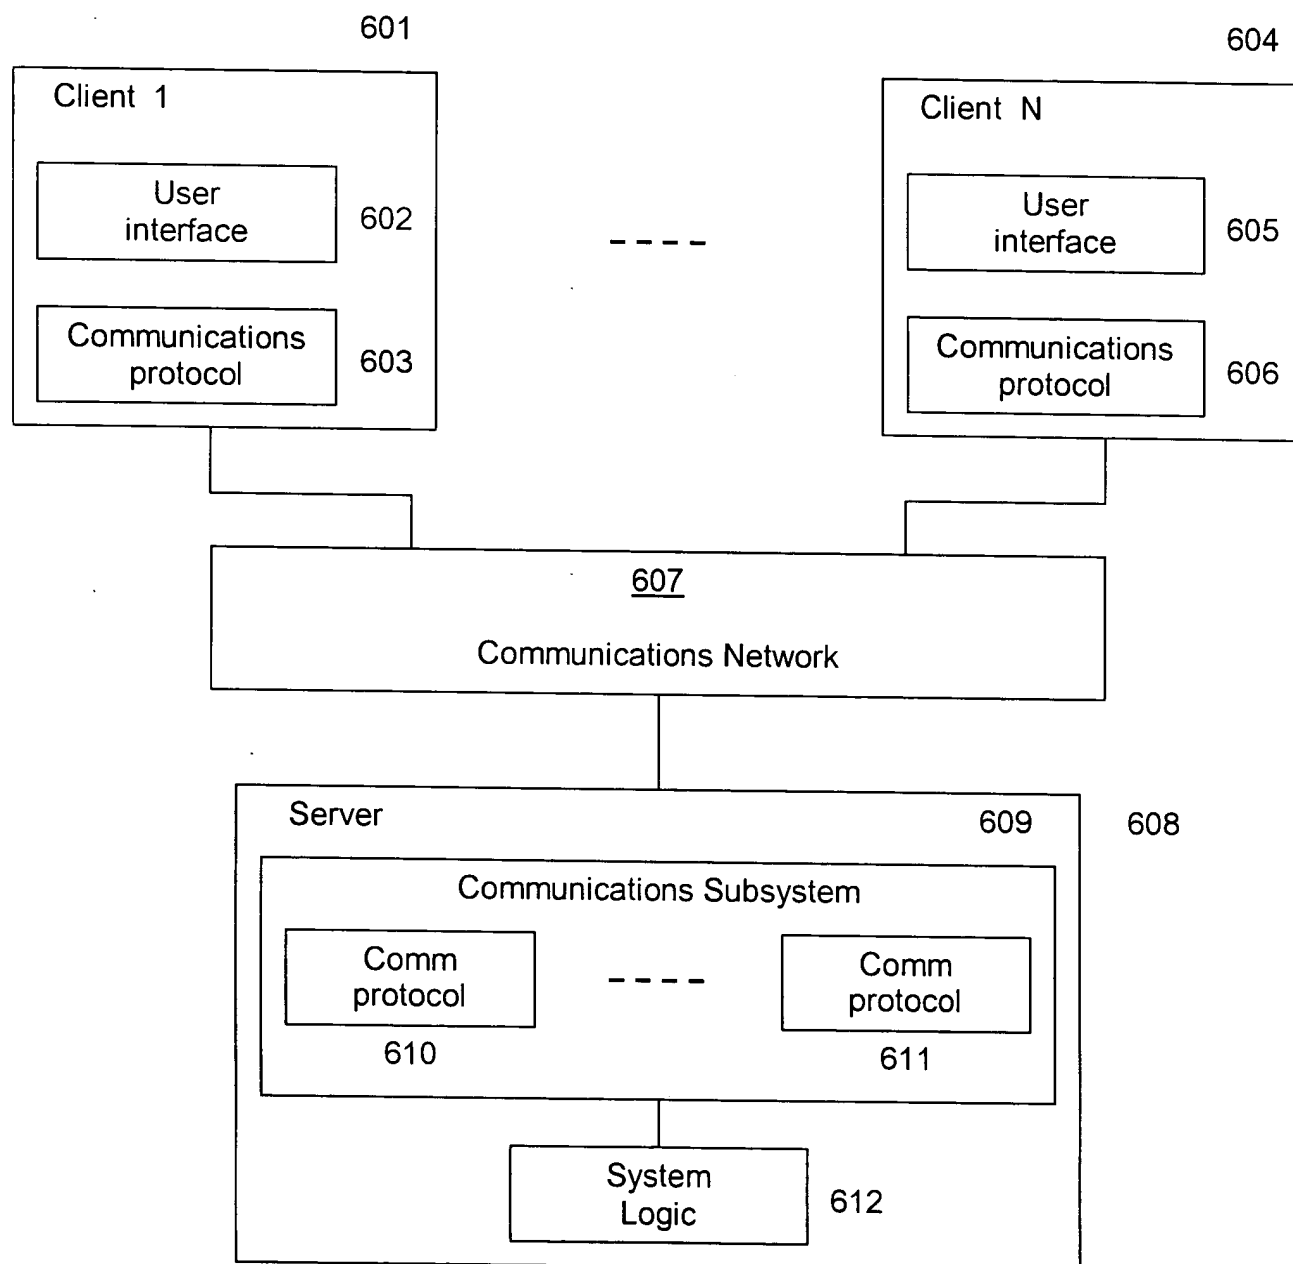 601
604
Client 1
Client N
User
interface
602
User
interface
605
Communications
protocol
603
Communications
protocol
606
607
Communications Network
Server
609
608
Communications Subsystem
Comm
protocol
Comm
protocol
610
611
System
Logic
612